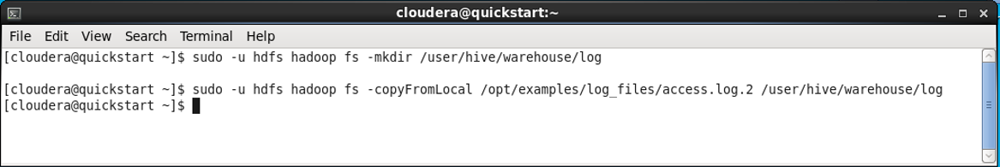 cloudera@quickstart:~
File Edit View Search Terminal Help
[cloudera@quickstart ~]$ sudo -u hdfs hadoop fs -mkdir /user/hive/warehouse/log
[cloudera@quickstart ~]$ sudo -u hdfs hadoop fs -copyFromLocal /opt/examples/log_files/access.log.2 /user/hive/warehouse/log
[cloudera@quickstart ~]$